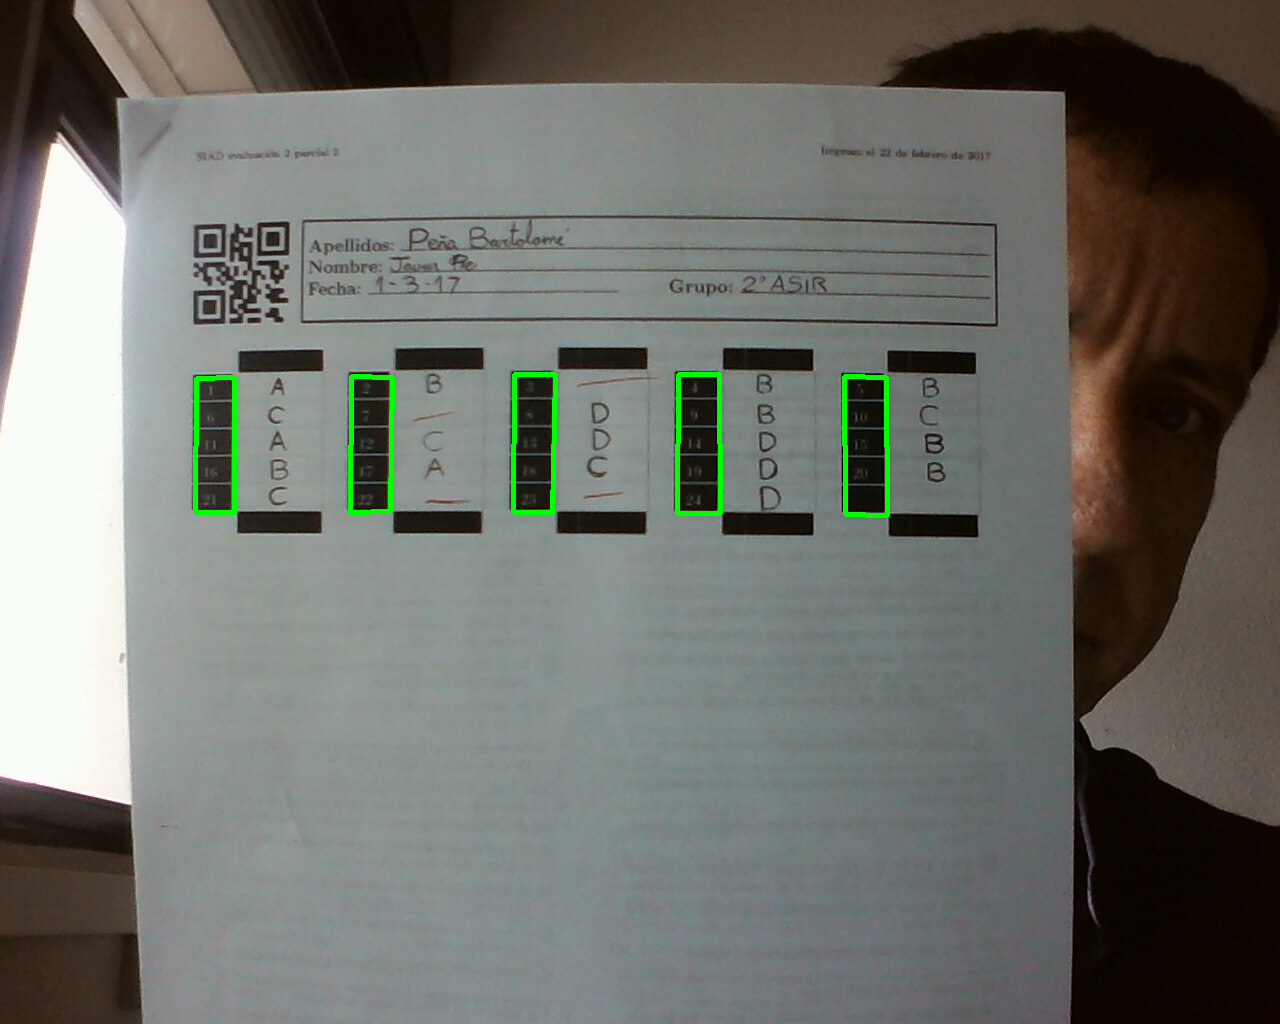 SIAD evaluación 2 parcial 2 Impreso el 22 de febrero de 2017
Apellidos: Peña Bartolomé
Nombre: Javier
Fecha: 1-3-17 Grupo: 2º ASIR
1 A 2 B 3 — 4 B 5 B
6 C 7 — 8 D 9 B 10 C
11 A 12 C 13 D 14 D 15 B
16 B 17 A 18 C 19 D 20 B
21 C 22 — 23 — 24 D